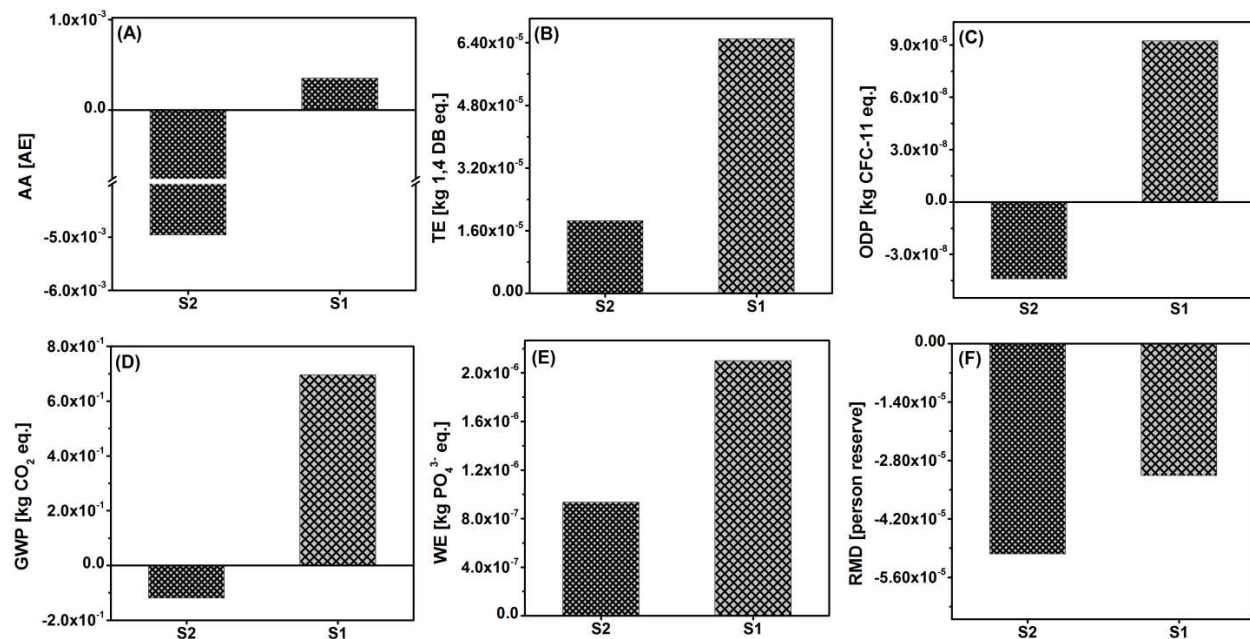 (A)
AA [AE]
1.0x10⁻³
0.0
-5.0x10⁻³
-6.0x10⁻³
S2 S1
(B)
TE [kg 1,4 DB eq.]
6.40x10⁻⁵
4.80x10⁻⁵
3.20x10⁻⁵
1.60x10⁻⁵
0.00
S2 S1
(C)
ODP [kg CFC-11 eq.]
9.0x10⁻⁸
6.0x10⁻⁸
3.0x10⁻⁸
0.0
-3.0x10⁻⁸
S2 S1
(D)
GWP [kg CO₂ eq.]
8.0x10⁻¹
6.0x10⁻¹
4.0x10⁻¹
2.0x10⁻¹
0.0
-2.0x10⁻¹
S2 S1
(E)
WE [kg PO₄³⁻ eq.]
2.0x10⁻⁶
1.6x10⁻⁶
1.2x10⁻⁶
8.0x10⁻⁷
4.0x10⁻⁷
0.0
S2 S1
(F)
RMD [person reserve]
0.00
-1.40x10⁻⁵
-2.80x10⁻⁵
-4.20x10⁻⁵
-5.60x10⁻⁵
S2 S1